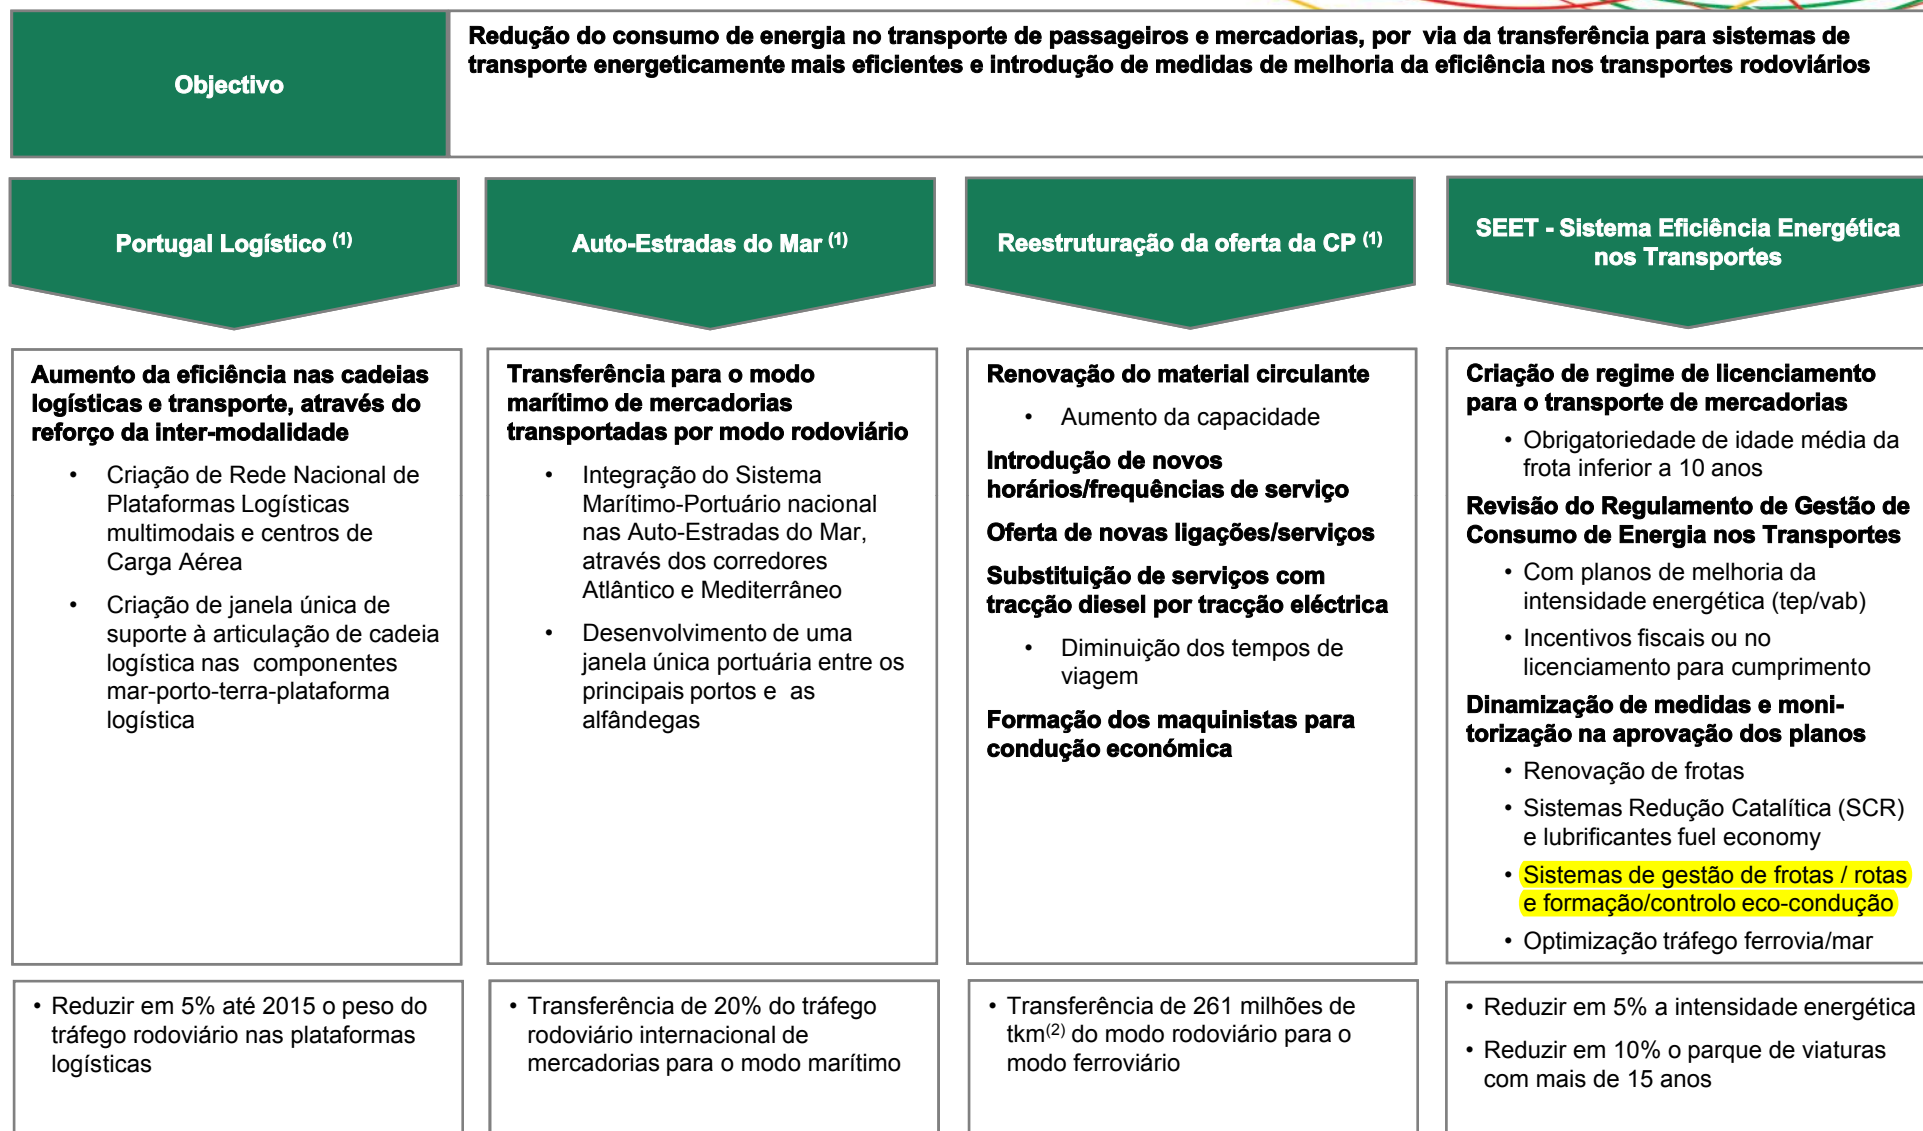 Objectivo
Redução do consumo de energia no transporte de passageiros e mercadorias, por via da transferência para sistemas de
transporte energeticamente mais eficientes e introdução de medidas de melhoria da eficiência nos transportes rodoviários
Portugal Logístico (1)
Aumento da eficiência nas cadeias
logísticas e transporte, através do
reforço da inter-modalidade
• Criação de Rede Nacional de
Plataformas Logísticas
multimodais e centros de
Carga Aérea
• Criação de janela única de
suporte à articulação de cadeia
logística nas componentes
mar-porto-terra-plataforma
logística
• Reduzir em 5% até 2015 o peso do
tráfego rodoviário nas plataformas
logísticas
Auto-Estradas do Mar (1)
Transferência para o modo
marítimo de mercadorias
transportadas por modo rodoviário
• Integração do Sistema
Marítimo-Portuário nacional
nas Auto-Estradas do Mar,
através dos corredores
Atlântico e Mediterrâneo
• Desenvolvimento de uma
janela única portuária entre os
principais portos e as
alfândegas
• Transferência de 20% do tráfego
rodoviário internacional de
mercadorias para o modo marítimo
Reestruturação da oferta da CP (1)
Renovação do material circulante
• Aumento da capacidade
Introdução de novos
horários/frequências de serviço
Oferta de novas ligações/serviços
Substituição de serviços com
tracção diesel por tracção eléctrica
• Diminuição dos tempos de
viagem
Formação dos maquinistas para
condução económica
• Transferência de 261 milhões de
tkm(2) do modo rodoviário para o
modo ferroviário
SEET - Sistema Eficiência Energética
nos Transportes
Criação de regime de licenciamento
para o transporte de mercadorias
• Obrigatoriedade de idade média da
frota inferior a 10 anos
Revisão do Regulamento de Gestão de
Consumo de Energia nos Transportes
• Com planos de melhoria da
intensidade energética (tep/vab)
• Incentivos fiscais ou no
licenciamento para cumprimento
Dinamização de medidas e moni-
torização na aprovação dos planos
• Renovação de frotas
• Sistemas Redução Catalítica (SCR)
e lubrificantes fuel economy
• Sistemas de gestão de frotas / rotas
e formação/controlo eco-condução
• Optimização tráfego ferrovia/mar
• Reduzir em 5% a intensidade energética
• Reduzir em 10% o parque de viaturas
com mais de 15 anos